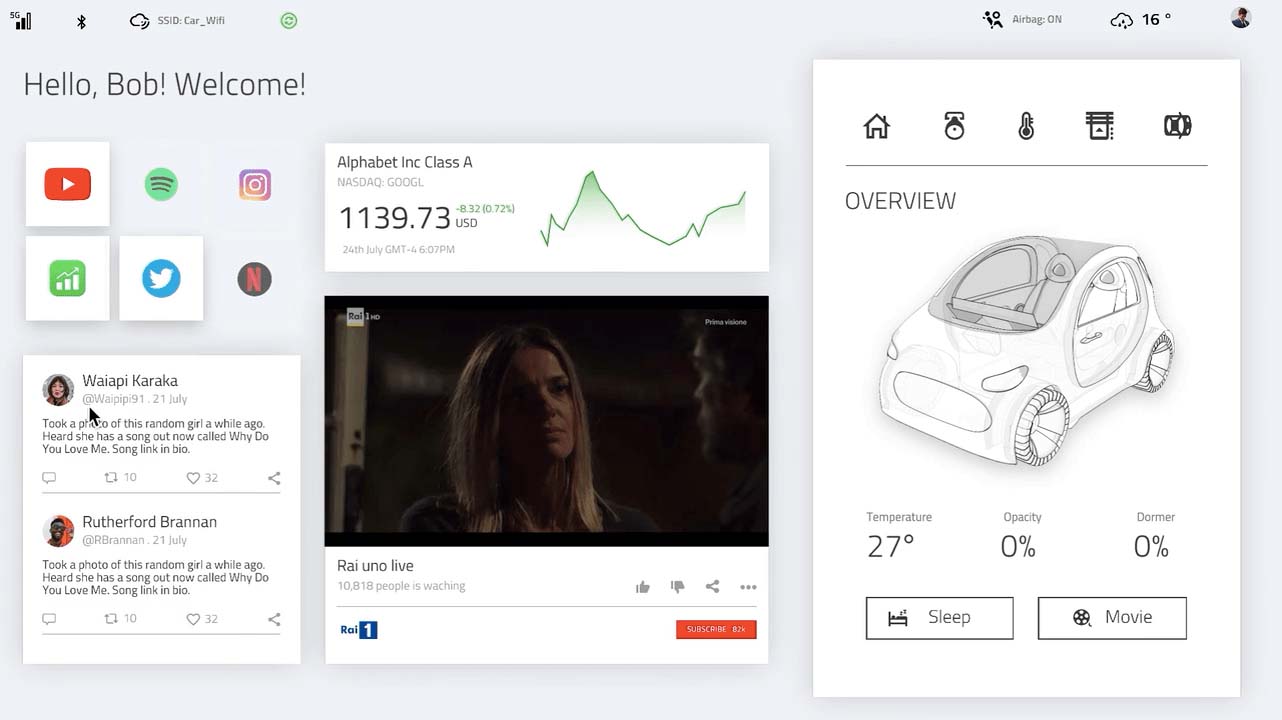 5G
SSID: Car_Wifi
Airbag: ON
16 °
Hello, Bob! Welcome!
Alphabet Inc Class A
NASDAQ: GOOGL
1139.73
-8.32 (0.72%)
USD
24th July GMT-4 6:07PM
N
Waiapi Karaka
@Waipipi91 . 21 July
Took a photo of this random girl a while ago.
Heard she has a song out now called Why Do
You Love Me. Song link in bio.
10
32
Rutherford Brannan
@RBrannan . 21 July
Took a photo of this random girl a while ago.
Heard she has a song out now called Why Do
You Love Me. Song link in bio.
10
32
Rai 1 HD
Prima visione
Rai uno live
10,818 people is waching
Rai 1
SUBSCRIBE 82k
OVERVIEW
Temperature
Opacity
Dormer
27°
0%
0%
Sleep
Movie